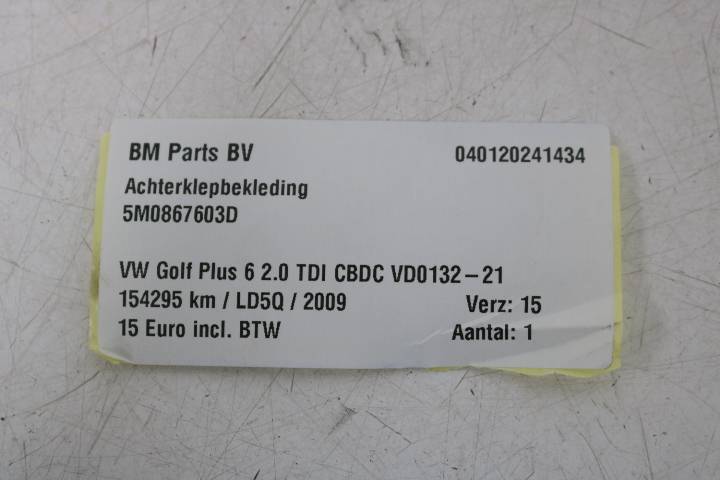 BM Parts BV 040120241434
Achterklepbekleding
5M0867603D
VW Golf Plus 6 2.0 TDI CBDC VD0132-21
154295 km / LD5Q / 2009 Verz: 15
15 Euro incl. BTW Aantal: 1